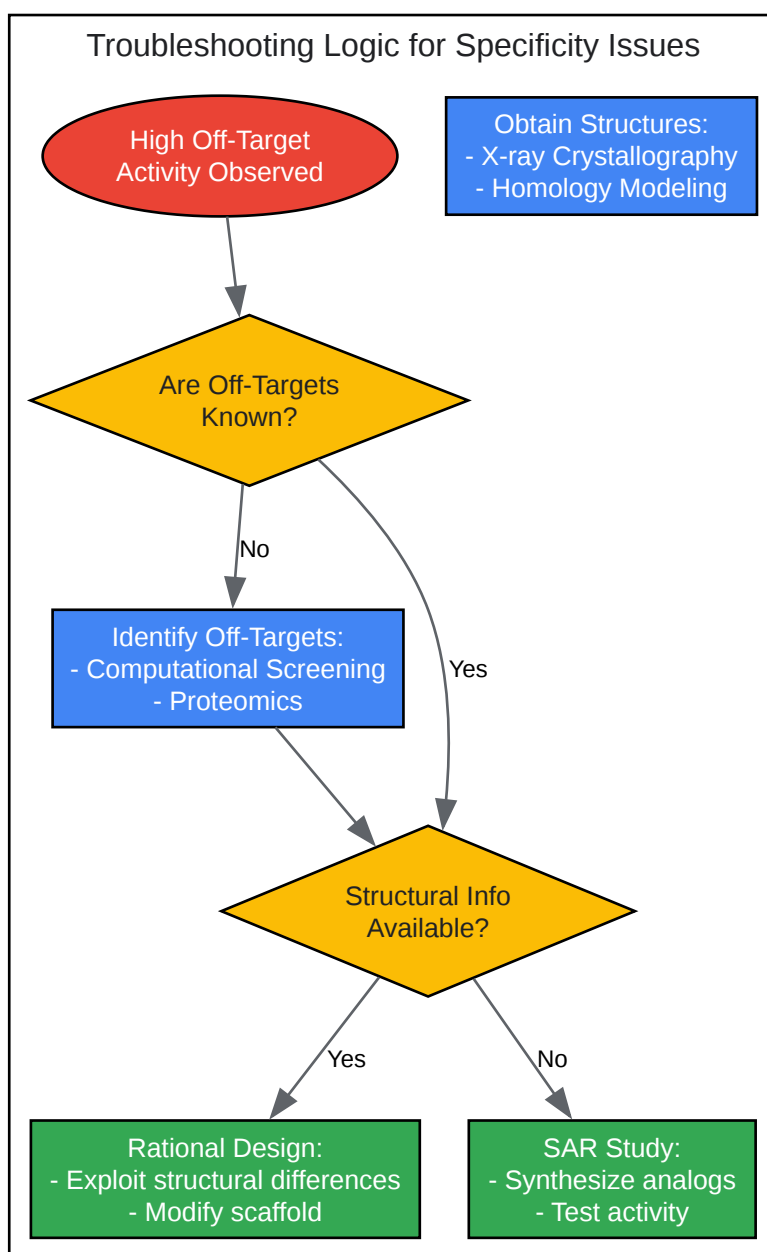 Troubleshooting Logic for Specificity Issues
High Off-Target
Activity Observed
Obtain Structures:
- X-ray Crystallography
- Homology Modeling
Are Off-Targets
Known?
No
Identify Off-Targets:
- Computational Screening
- Proteomics
Yes
Structural Info
Available?
Yes
No
Rational Design:
- Exploit structural differences
- Modify scaffold
SAR Study:
- Synthesize analogs
- Test activity